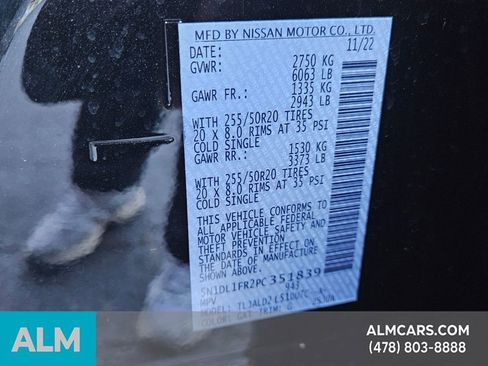 MFD BY NISSAN MOTOR CO., LTD.
DATE: 11/22
GVWR: 2750 KG
6063 LB
GAWR FR.: 1335 KG
2943 LB
WITH 255/50R20 TIRES
20 X 8.0 RIMS AT 35 PSI
COLD SINGLE
GAWR RR.: 1530 KG
3373 LB
WITH 255/50R20 TIRES
20 X 8.0 RIMS AT 35 PSI
COLD SINGLE
THIS VEHICLE CONFORMS TO
ALL APPLICABLE FEDERAL
MOTOR VEHICLE SAFETY AND
THEFT PREVENTION
STANDARDS IN EFFECT ON THE
DATE OF MANUFACTURE
SHOWN ABOVE.
5N1DL1FR2PC351839
943
MPV
COLOR: GAT TRIM: G
ALM
ALMCARS.COM
(478) 803-8888